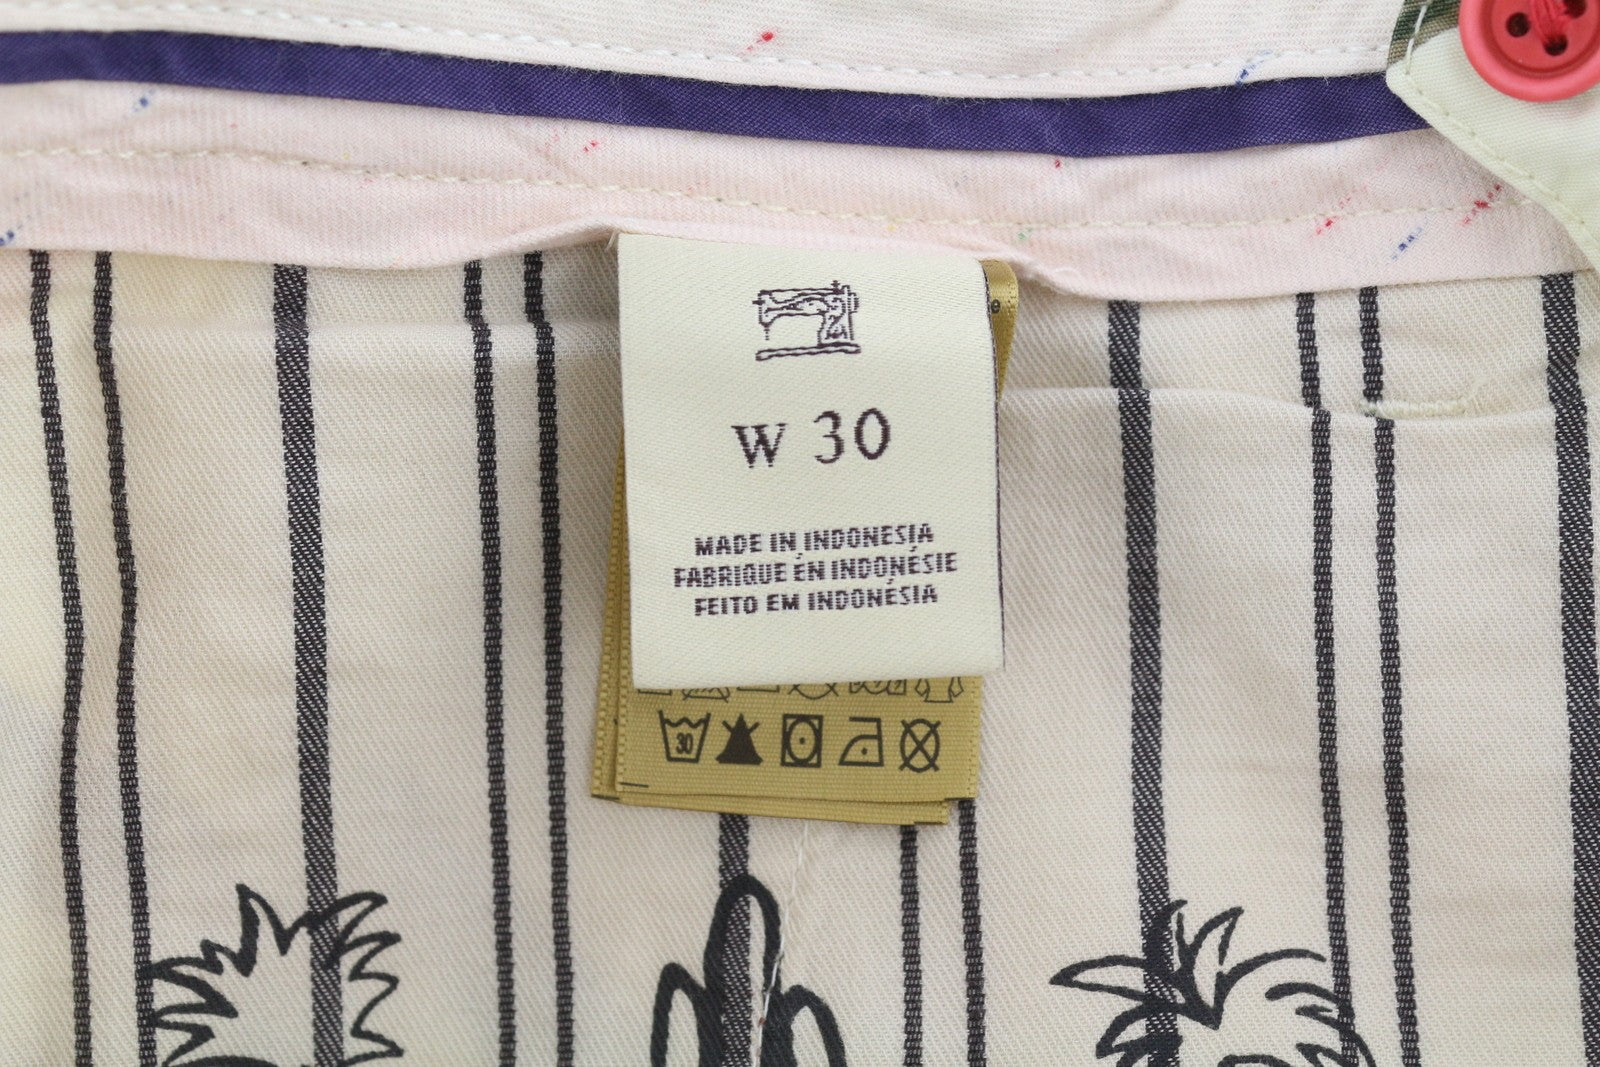 W 30
MADE IN INDONESIA
FABRIQUE EN INDONÉSIE
FEITO EM INDONÉSIA
30